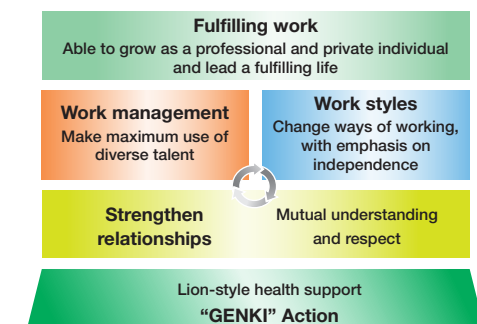 Fulfilling work
Able to grow as a professional and private individual
and lead a fulfilling life
Work management
Make maximum use of
diverse talent
Work styles
Change ways of working,
with emphasis on
independence
Strengthen
relationships
Mutual understanding
and respect
Lion-style health support
“GENKI” Action